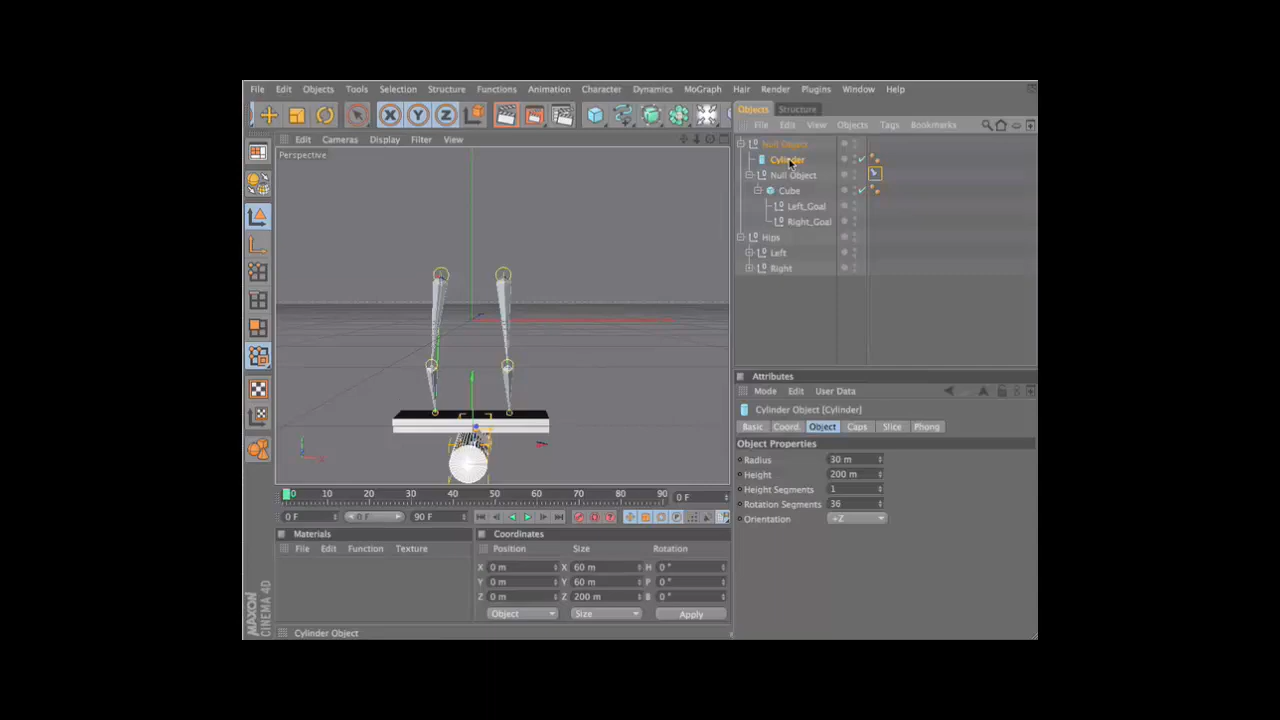 File Edit Objects Tools Selection Structure Functions Animation Character Dynamics MoGraph Hair Render Plugins Window Help
X Y Z
Objects Structure
File Edit View Objects Tags Bookmarks
Edit Cameras Display Filter View
Perspective
Null Object
Cylinder
Null Object
Cube
Left_Goal
Right_Goal
Hips
Left
Right
Attributes
Mode Edit User Data
Cylinder Object [Cylinder]
Basic Coord. Object Caps Slice Phong
Object Properties
Radius 30 m
Height 200 m
Height Segments 1
Rotation Segments 36
Orientation +Z
0 10 20 30 40 50 60 70 80 90 0 F
0 F 0 F 90 F
Materials
File Edit Function Texture
Coordinates
Position Size Rotation
X 0 m X 60 m H 0 °
Y 0 m Y 60 m P 0 °
Z 0 m Z 200 m B 0 °
Object Size Apply
MAXON
CINEMA 4D
Cylinder Object